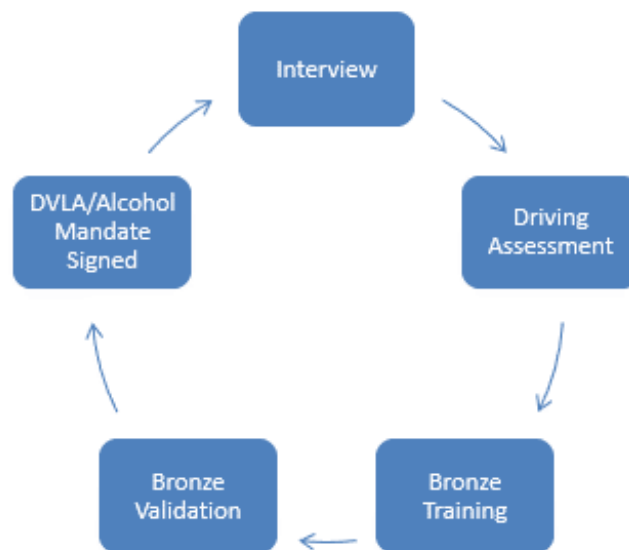 Interview
Driving
Assessment
Bronze
Training
Bronze
Validation
DVLA/Alcohol
Mandate
Signed